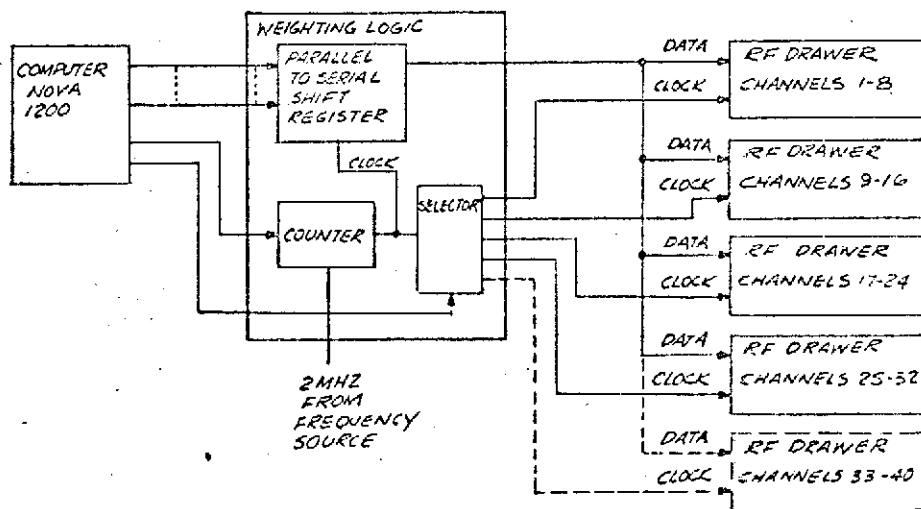 WEIGHTING LOGIC
COMPUTER
NOVA
1200
PARALLEL
TO SERIAL
SHIFT
REGISTER
CLOCK
COUNTER
SELECTOR
2MHZ
FROM
FREQUENCY
SOURCE
DATA
CLOCK
RF DRAWER
CHANNELS 1-8
DATA
CLOCK
RF DRAWER
CHANNELS 9-16
DATA
CLOCK
RF DRAWER
CHANNELS 17-24
DATA
CLOCK
RF DRAWER
CHANNELS 25-32
DATA
CLOCK
RF DRAWER
CHANNELS 33-40